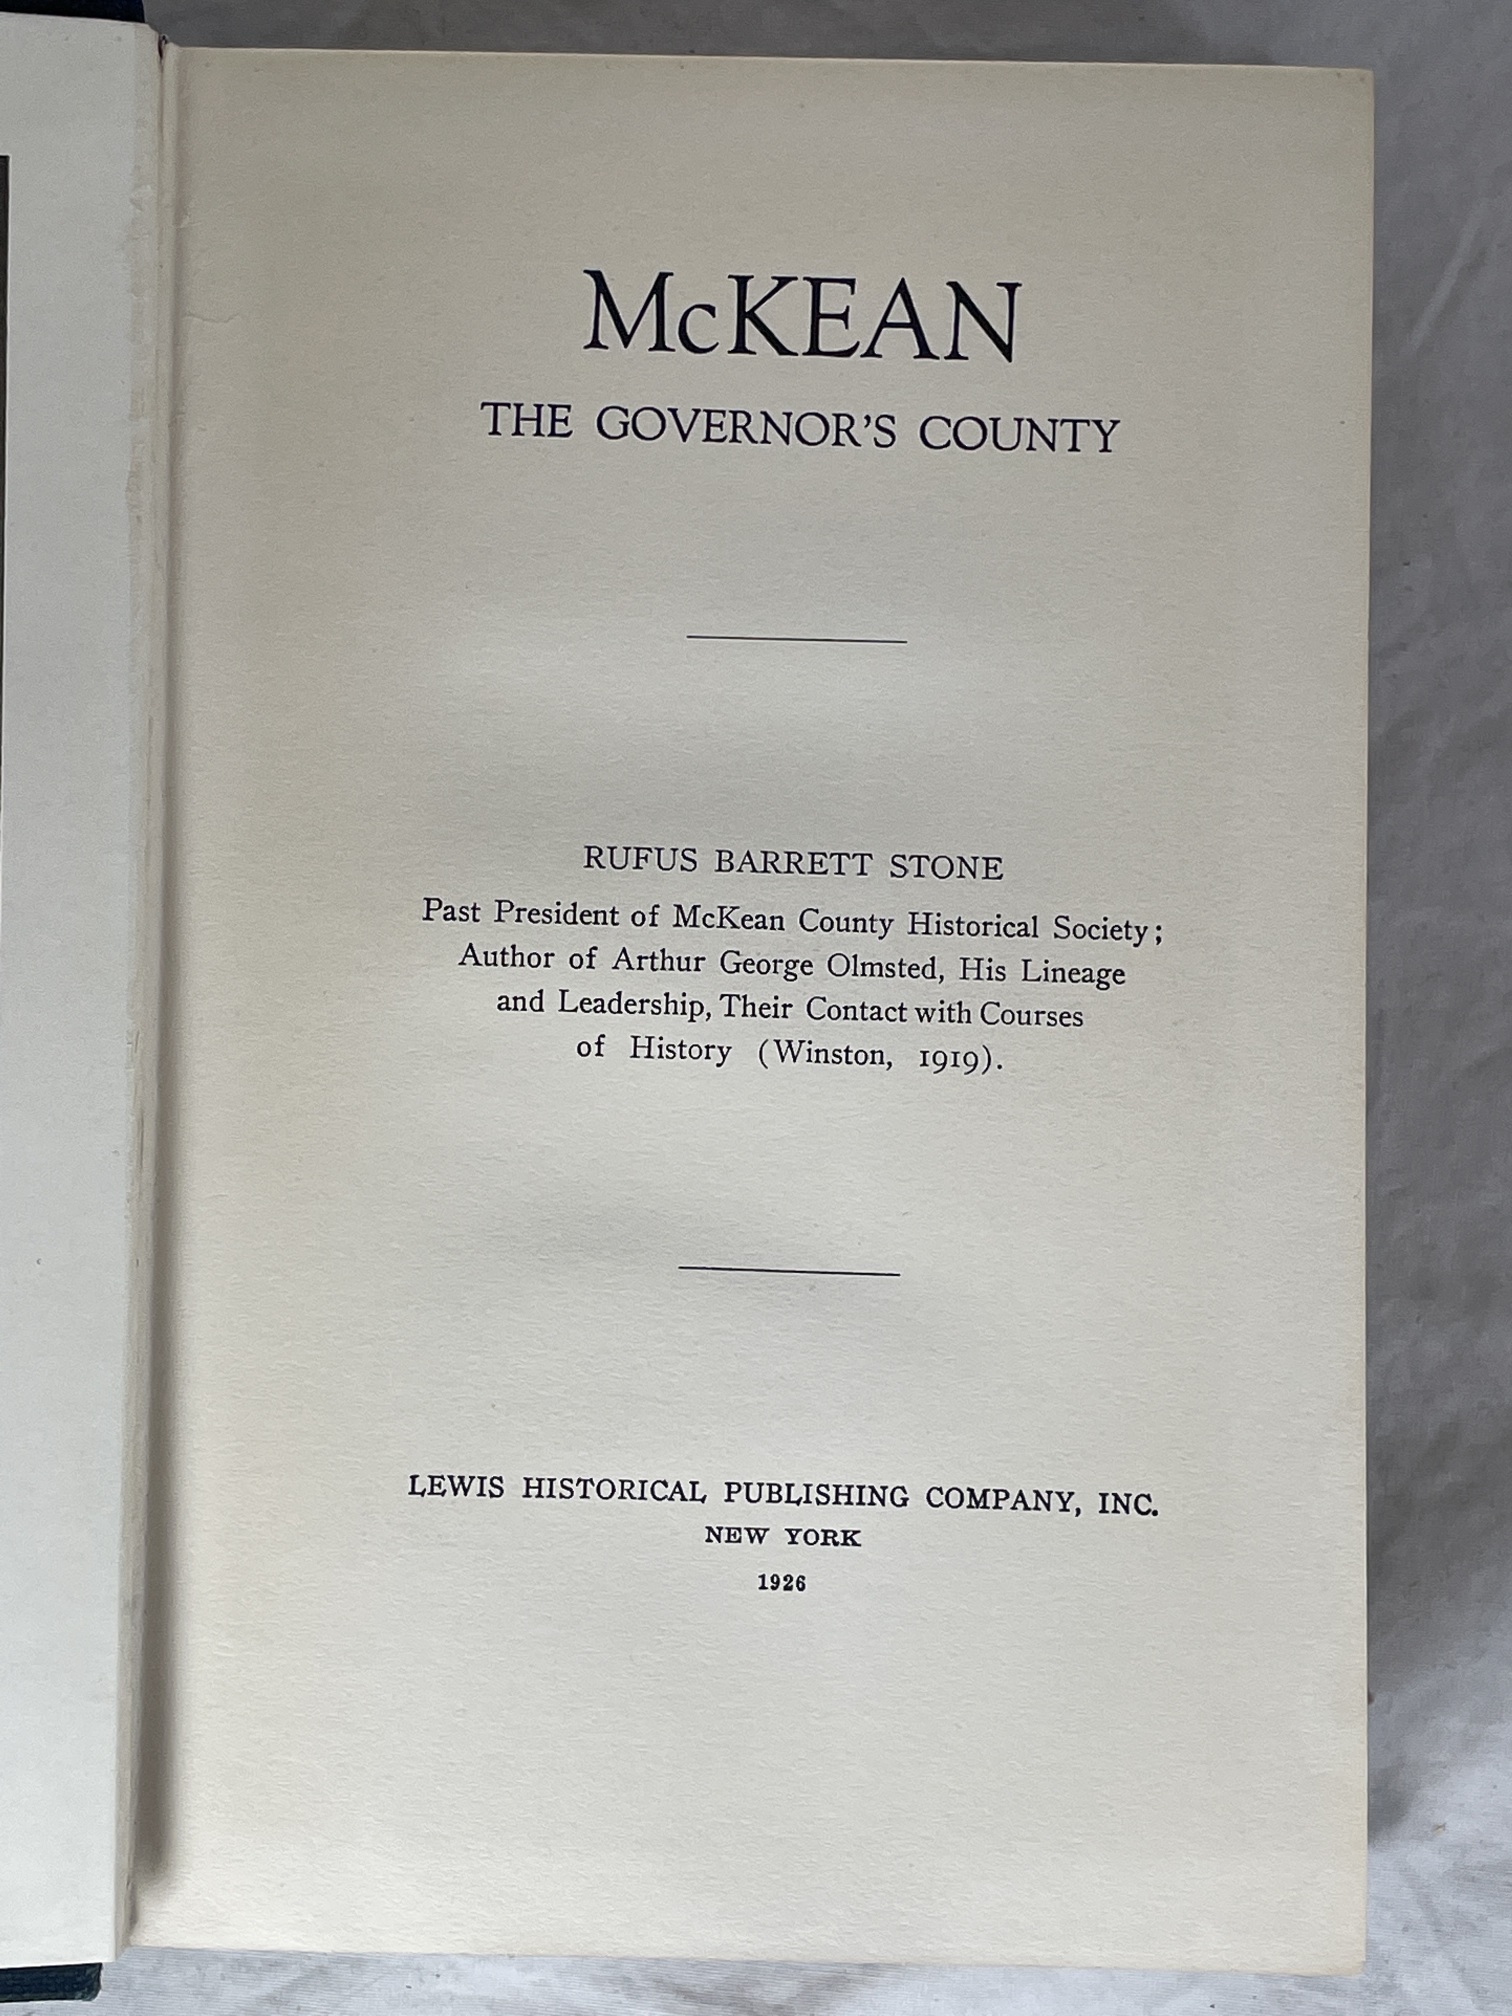 McKEAN
THE GOVERNOR'S COUNTY
RUFUS BARRETT STONE
Past President of McKean County Historical Society;
Author of Arthur George Olmsted, His Lineage
and Leadership, Their Contact with Courses
of History (Winston, 1919).
LEWIS HISTORICAL PUBLISHING COMPANY, INC.
NEW YORK
1926